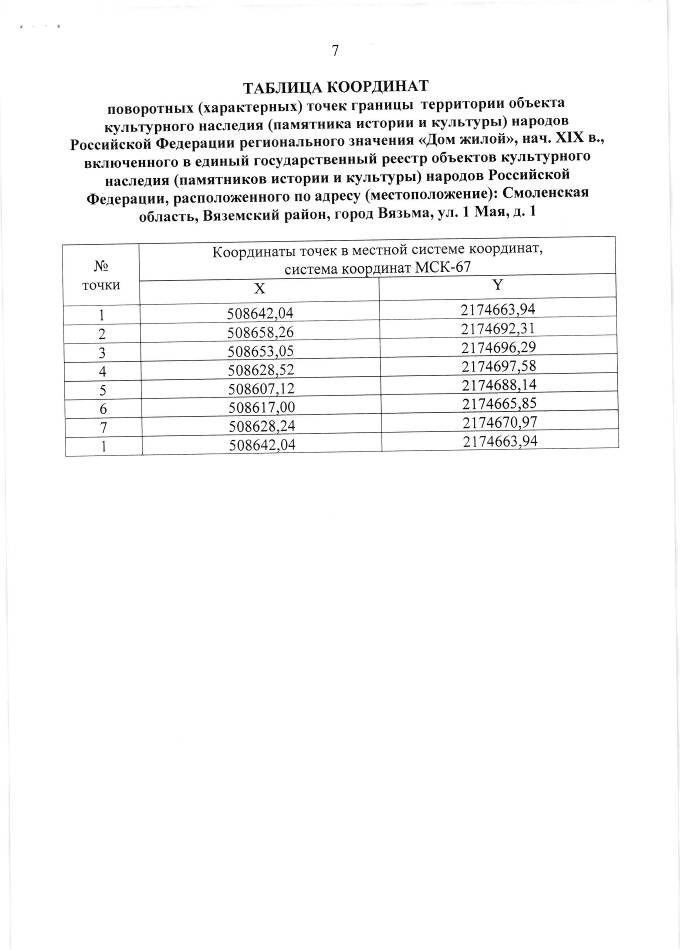 7
ТАБЛИЦА КООРДИНАТ
поворотных (характерных) точек границы территории объекта
культурного наследия (памятника истории и культуры) народов
Российской Федерации регионального значения «Дом жилой», нач. XIX в.,
включенного в единый государственный реестр объектов культурного
наследия (памятников истории и культуры) народов Российской
Федерации, расположенного по адресу (местоположение): Смоленская
область, Вяземский район, город Вязьма, ул. 1 Мая, д. 1
№ точки
Координаты точек в местной системе координат,
система координат МСК-67
X Y
1 508642,04 2174663,94
2 508658,26 2174692,31
3 508653,05 2174696,29
4 508628,52 2174697,58
5 508607,12 2174688,14
6 508617,00 2174665,85
7 508628,24 2174670,97
1 508642,04 2174663,94